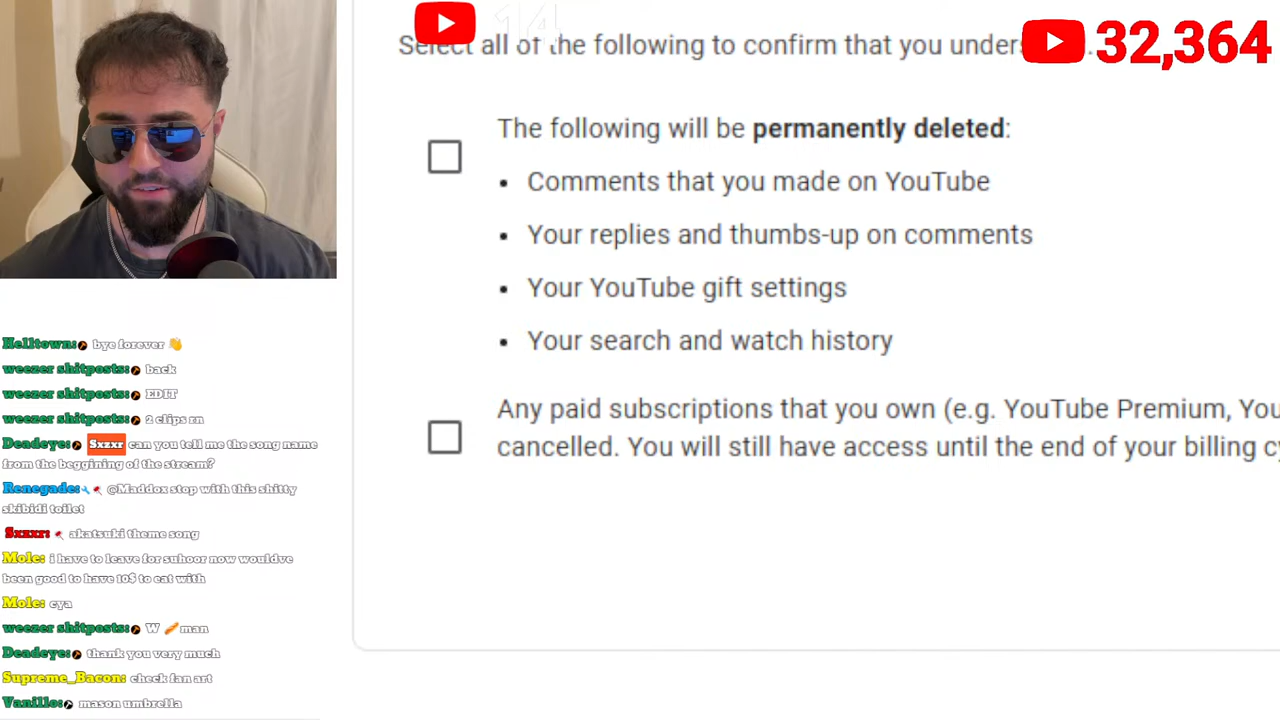 14
32,364
Select all of the following to confirm that you unders
The following will be permanently deleted:
• Comments that you made on YouTube
• Your replies and thumbs-up on comments
• Your YouTube gift settings
• Your search and watch history
Any paid subscriptions that you own (e.g. YouTube Premium, You
cancelled. You will still have access until the end of your billing cy
Helltown: bye forever 👋
weezer shitposts: back
weezer shitposts: EDIT
weezer shitposts: 2 clips rn
Deadeye: Sxzxr can you tell me the song name
from the beggining of the stream?
Renegade: @Maddox stop with this shitty
skibidi toilet
Sxzxr: akatsuki theme song
Mole: i have to leave for suhoor now wouldve
been good to have 10$ to eat with
Mole: cya
weezer shitposts: W 🥖man
Deadeye: thank you very much
Supreme_Bacon: check fan art
Vanillo: mason umbrella